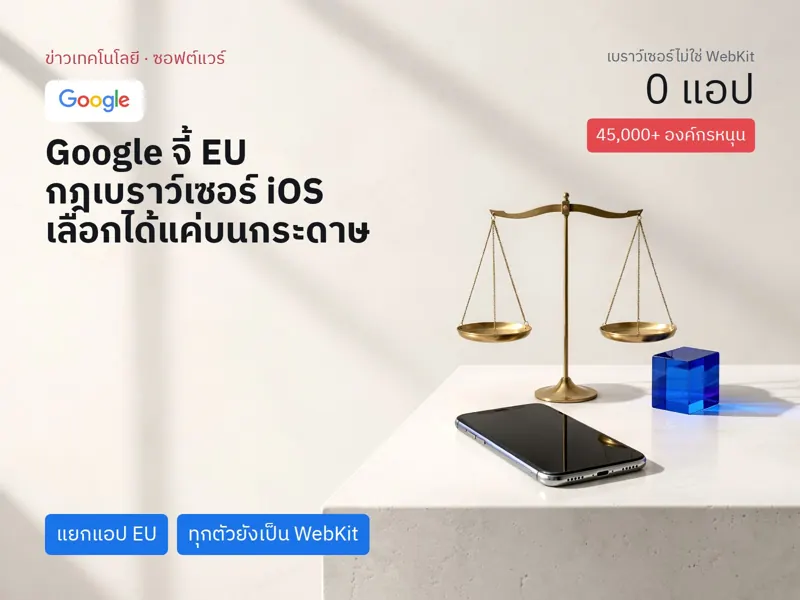 ข่าวเทคโนโลยี · ซอฟต์แวร์
Google
Google จี้ EU
กฎเบราว์เซอร์ iOS
เลือกได้แค่บนกระดาษ
เบราว์เซอร์ไม่ใช่ WebKit
0 แอป
45,000+ องค์กรหนุน
แยกแอป EU
ทุกตัวยังเป็น WebKit